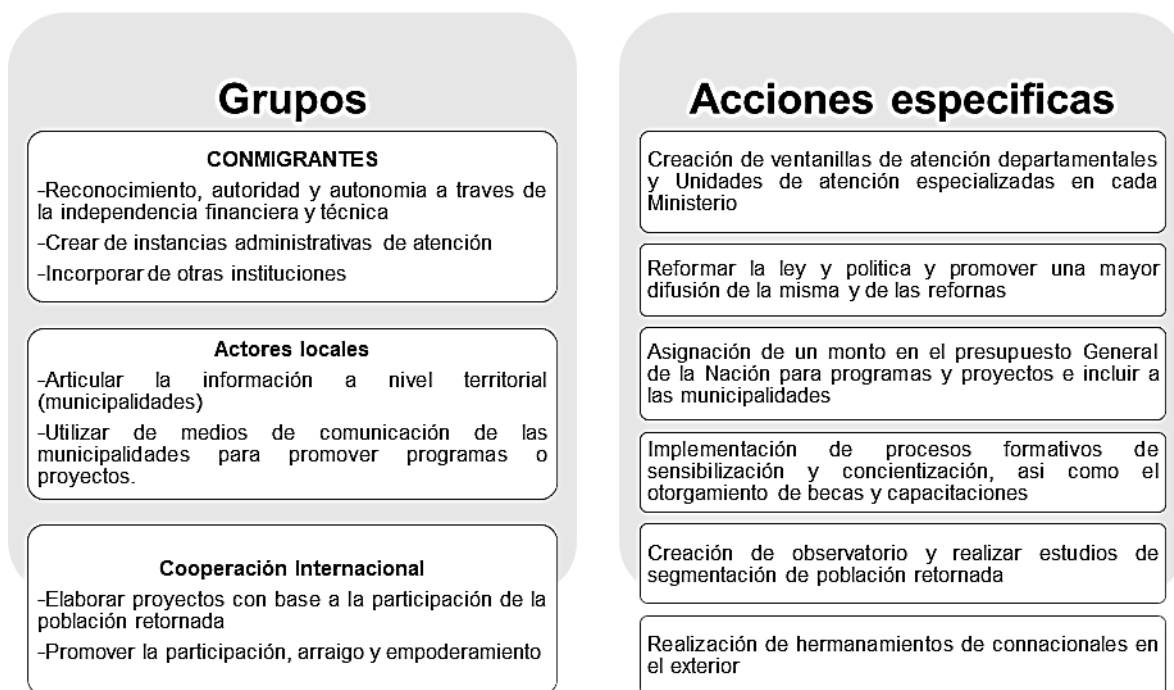 Grupos
CONMIGRANTES
-Reconocimiento, autoridad y autonomia a traves de
la independencia financiera y técnica
-Crear de instancias administrativas de atención
-Incorporar de otras instituciones
Actores locales
-Articular la información a nivel territorial
(municipalidades)
-Utilizar de medios de comunicación de las
municipalidades para promover programas o
proyectos.
Cooperación Internacional
-Elaborar proyectos con base a la participación de la
población retornada
-Promover la participación, arraigo y empoderamiento
Acciones especificas
Creación de ventanillas de atención departamentales
y Unidades de atención especializadas en cada
Ministerio
Reformar la ley y politica y promover una mayor
difusión de la misma y de las refornas
Asignación de un monto en el presupuesto General
de la Nación para programas y proyectos e incluir a
las municipalidades
Implementación de procesos formativos de
sensibilización y concientización, asi como el
otorgamiento de becas y capacitaciones
Creación de observatorio y realizar estudios de
segmentación de población retornada
Realización de hermanamientos de connacionales en
el exterior